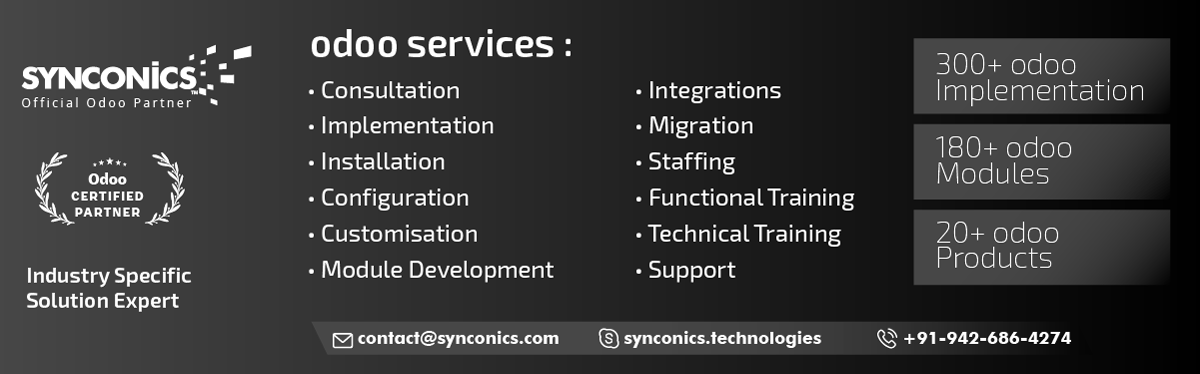 SYNCONiCS™
Official Odoo Partner
Odoo
CERTIFIED
PARTNER
Industry Specific
Solution Expert
odoo services :
• Consultation
• Implementation
• Installation
• Configuration
• Customisation
• Module Development
• Integrations
• Migration
• Staffing
• Functional Training
• Technical Training
• Support
300+ odoo
Implementation
180+ odoo
Modules
20+ odoo
Products
contact@synconics.com
synconics.technologies
+91-942-686-4274